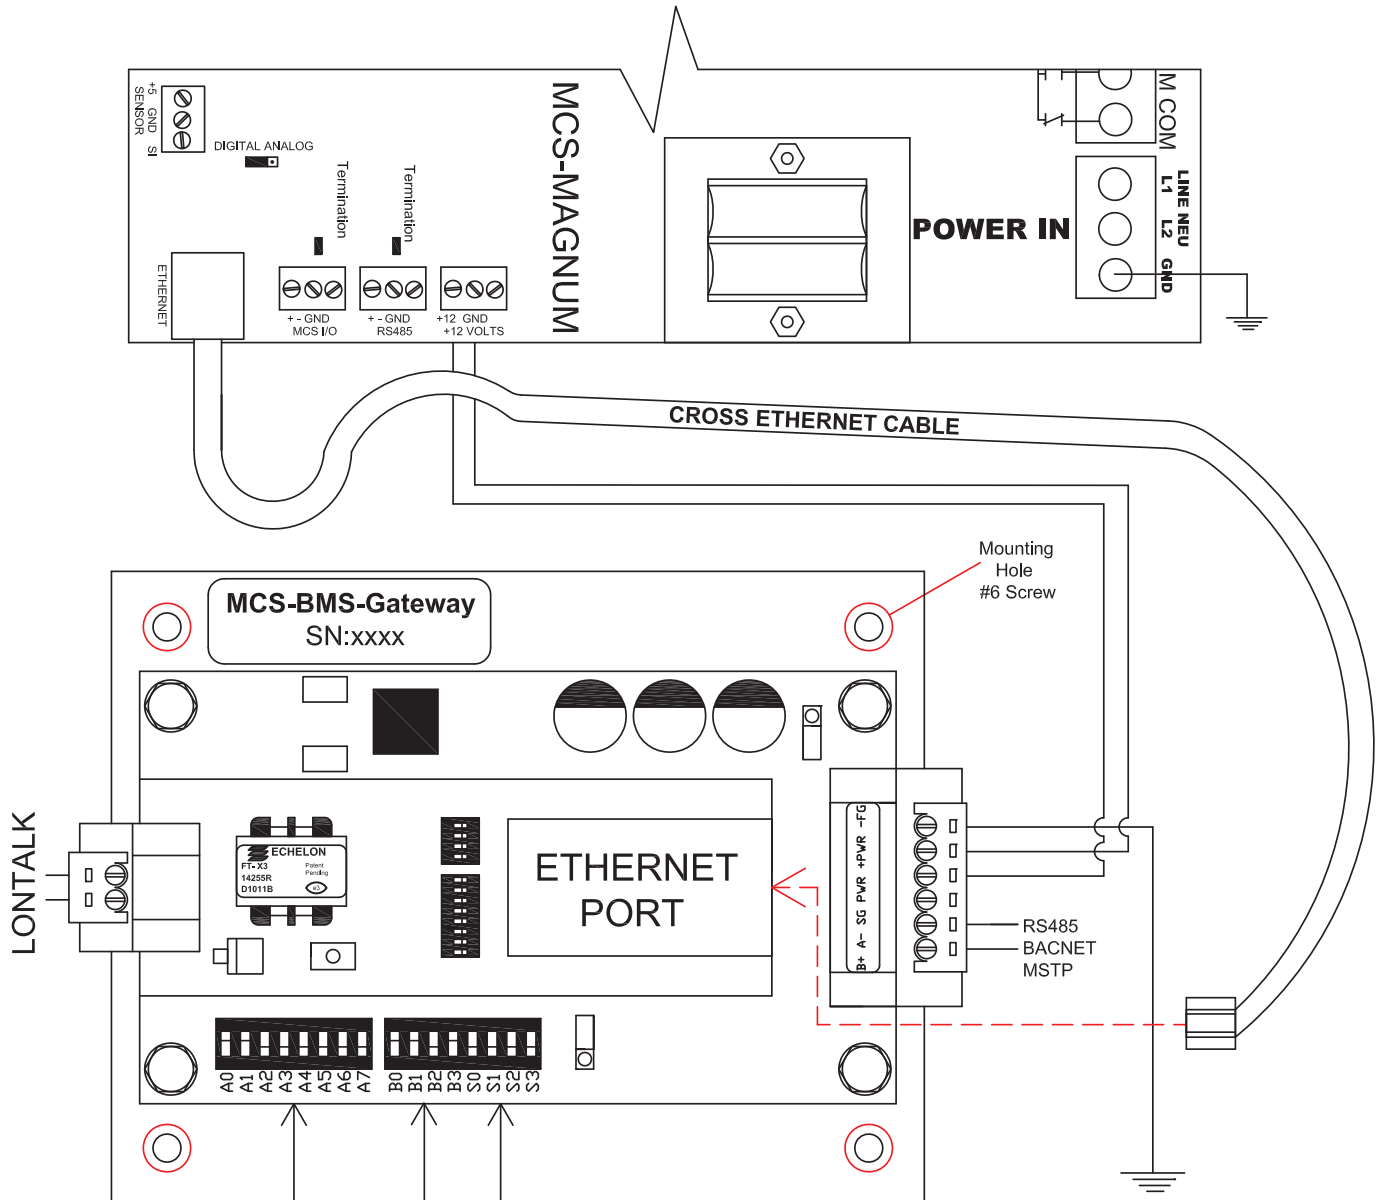 +5 GND SI
SENSOR
DIGITAL ANALOG
Termination
Termination
MCS-MAGNUM
M COM
POWER IN
LINE NEU
L1 L2 GND
ETHERNET
+ - GND
MCS I/O
+ - GND
RS485
+12 GND
+12 VOLTS
CROSS ETHERNET CABLE
Mounting
Hole
#6 Screw
MCS-BMS-Gateway
SN:xxxx
LONTALK
ECHELON
FT-X3
14255R
D1011B
Patent
Pending
e3
ETHERNET
PORT
B+ A- SG PWR +PWR -FG
RS485
BACNET
MSTP
A0 A1 A2 A3 A4 A5 A6 A7
B0 B1 B2 B3 S0 S1 S2 S3